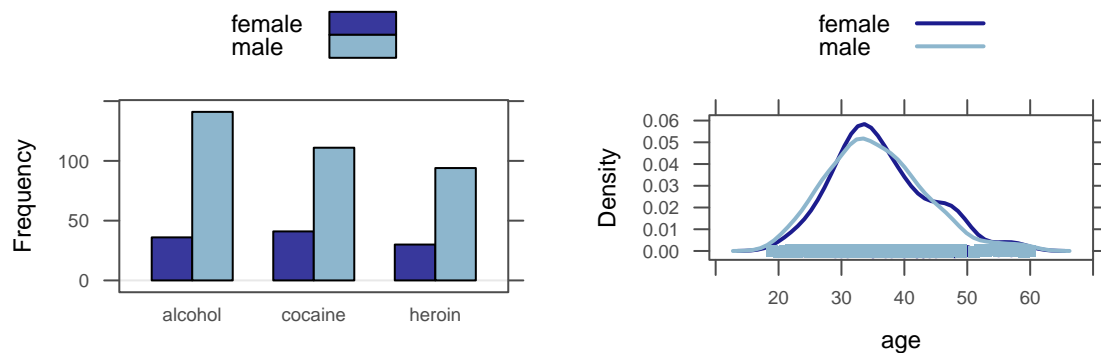 female
male
Frequency
100
50
0
alcohol cocaine heroin
female
male
Density
0.06
0.05
0.04
0.03
0.02
0.01
0.00
20 30 40 50 60
age